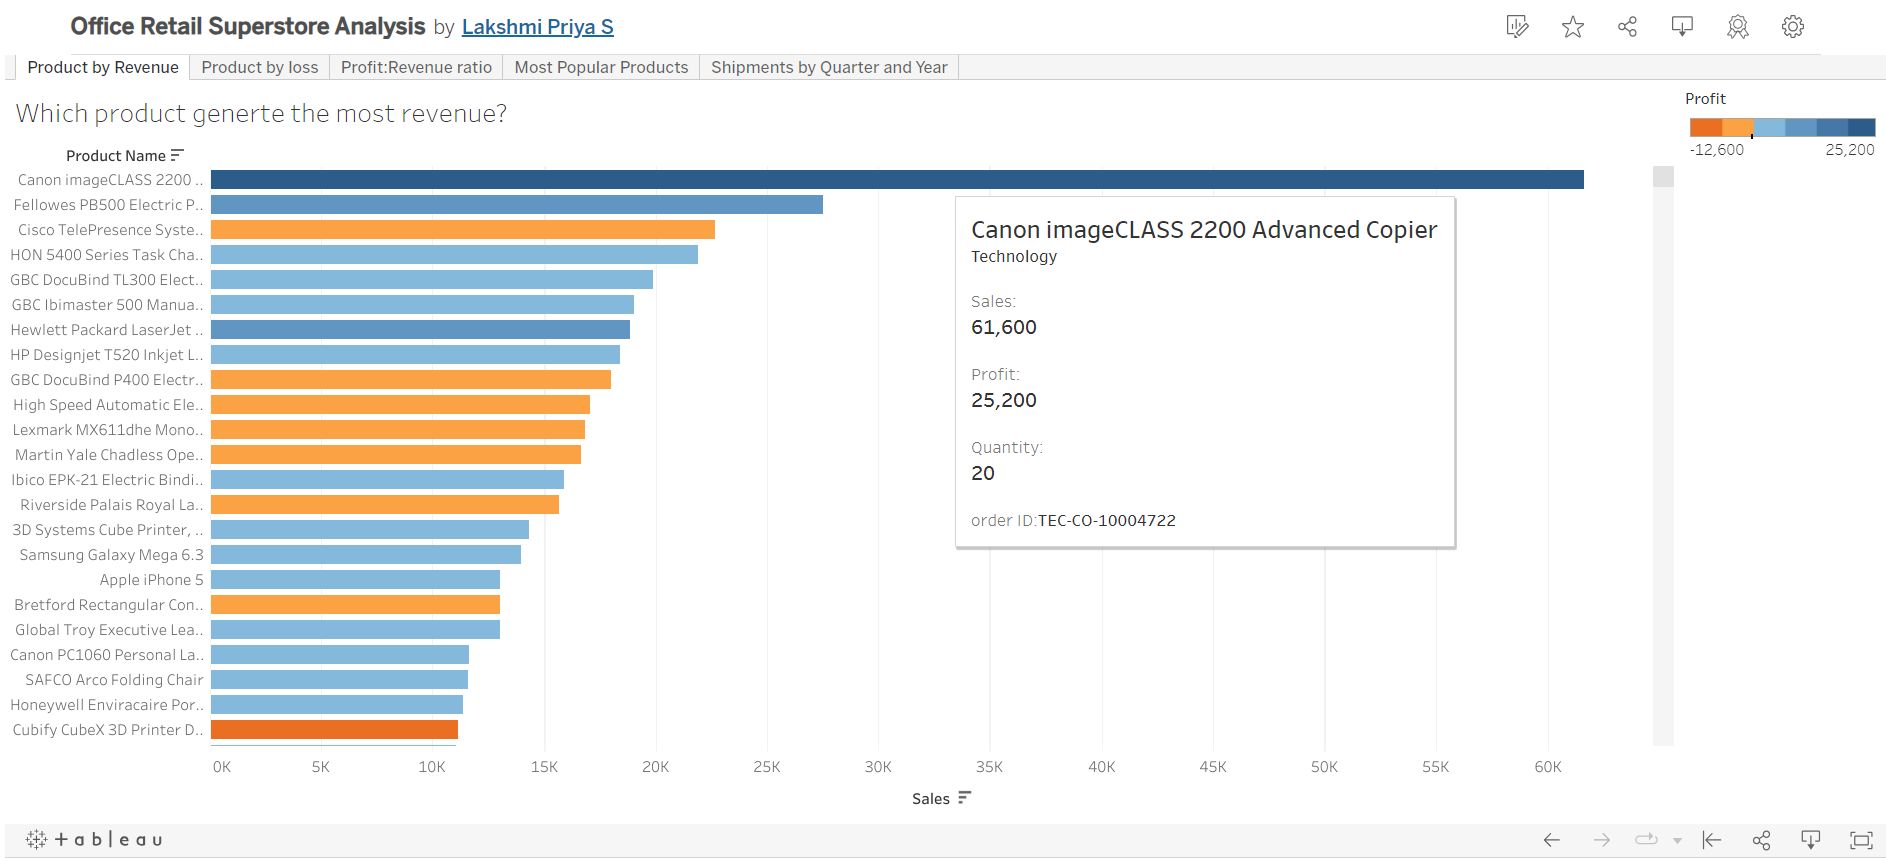 Office Retail Superstore Analysis by Lakshmi Priya S
Product by Revenue Product by loss Profit:Revenue ratio Most Popular Products Shipments by Quarter and Year
Which product generte the most revenue?
Profit
-12,600 25,200
Product Name
Canon imageCLASS 2200 ..
Fellowes PB500 Electric P..
Cisco TelePresence Syste..
HON 5400 Series Task Cha..
GBC DocuBind TL300 Elect..
GBC Ibimaster 500 Manua..
Hewlett Packard LaserJet ..
HP Designjet T520 Inkjet L..
GBC DocuBind P400 Electr..
High Speed Automatic Ele..
Lexmark MX611dhe Mono..
Martin Yale Chadless Ope..
Ibico EPK-21 Electric Bindi..
Riverside Palais Royal La..
3D Systems Cube Printer, ..
Samsung Galaxy Mega 6.3
Apple iPhone 5
Bretford Rectangular Con..
Global Troy Executive Lea..
Canon PC1060 Personal La..
SAFCO Arco Folding Chair
Honeywell Enviracaire Por..
Cubify CubeX 3D Printer D..
Canon imageCLASS 2200 Advanced Copier
Technology
Sales:
61,600
Profit:
25,200
Quantity:
20
order ID:TEC-CO-10004722
0K 5K 10K 15K 20K 25K 30K 35K 40K 45K 50K 55K 60K
Sales
+ableau